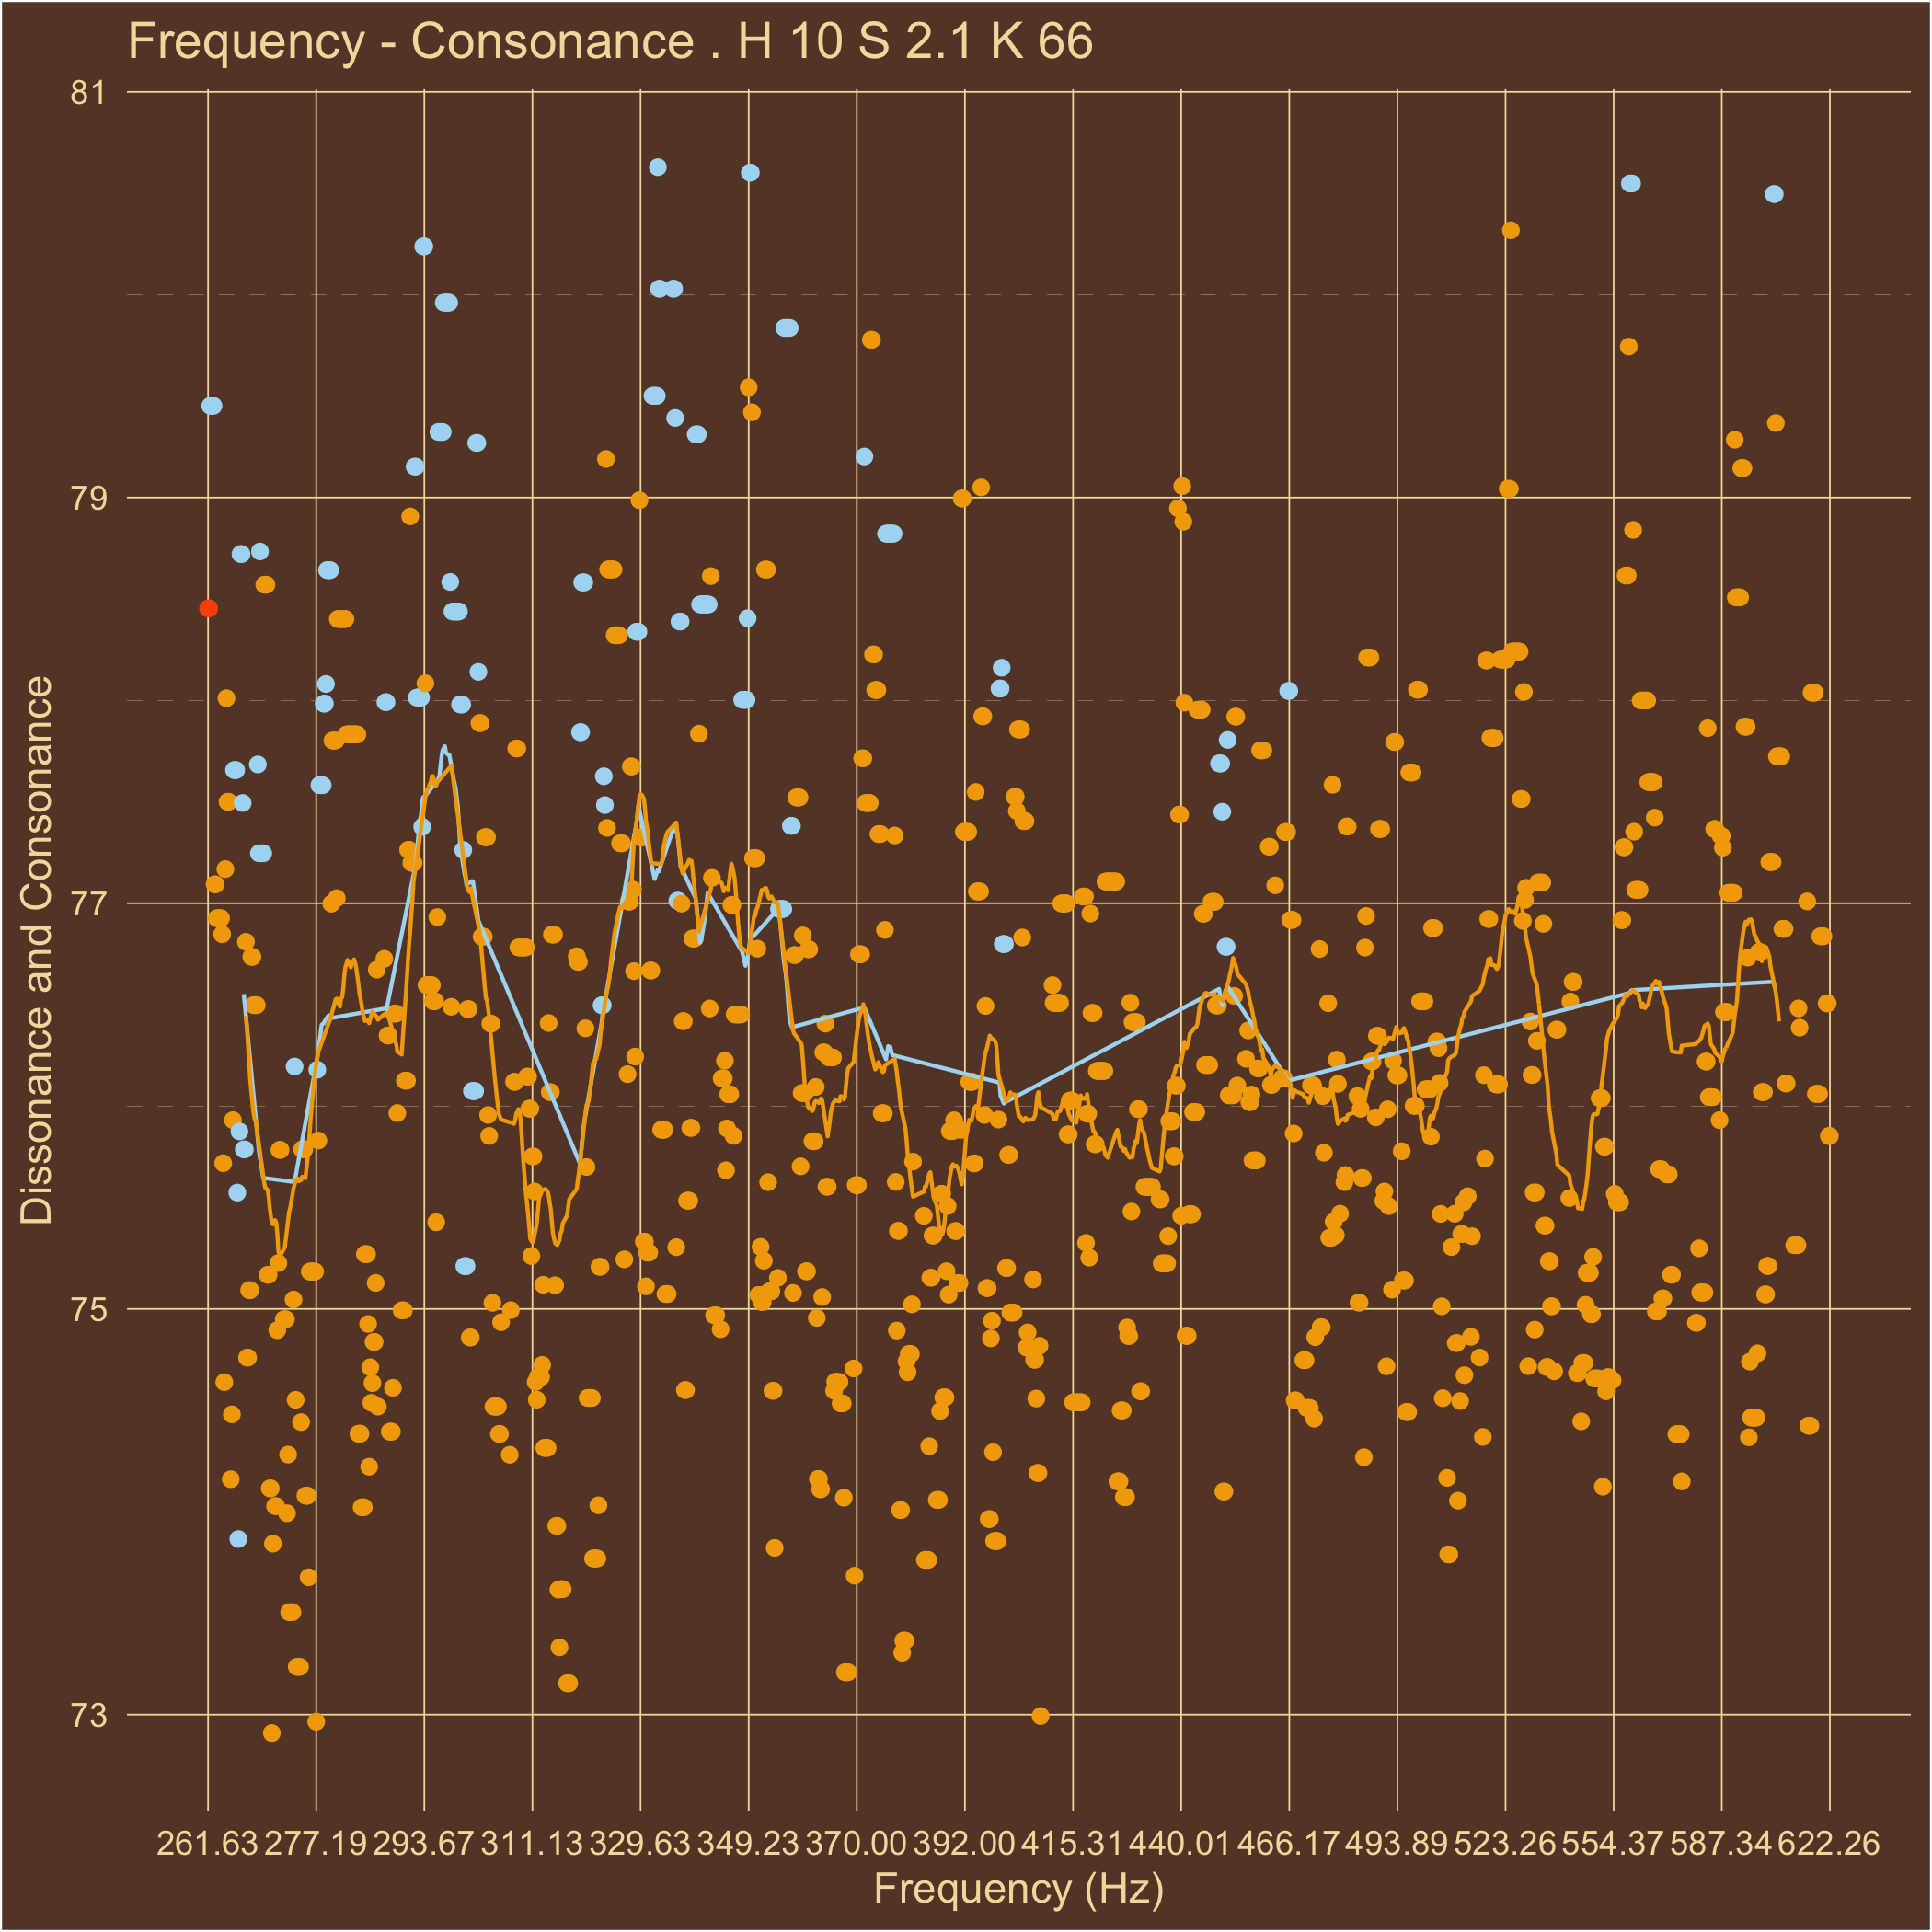 Frequency - Consonance . H 10 S 2.1 K 66
81
79
77
75
73
Dissonance and Consonance
261.63 277.19 293.67 311.13 329.63 349.23 370.00 392.00 415.31 440.01 466.17 493.89 523.26 554.37 587.34 622.26
Frequency (Hz)